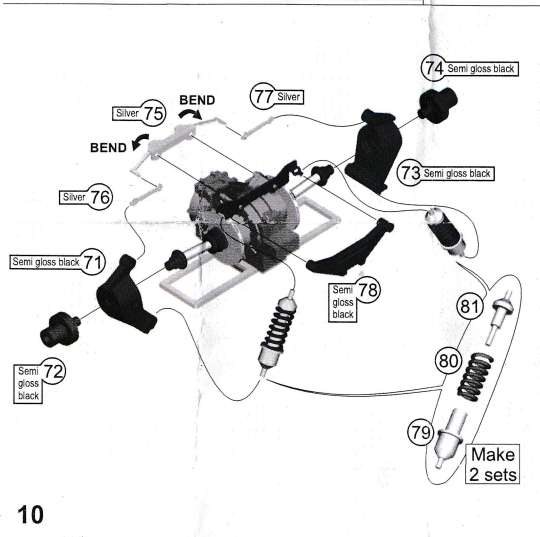 74 Semi gloss black
77 Silver
BEND
Silver 75
BEND
73 Semi gloss black
Silver 76
Semi gloss black 71
Semi
gloss
black
78
81
80
Semi
gloss
black
72
79
Make
2 sets
10